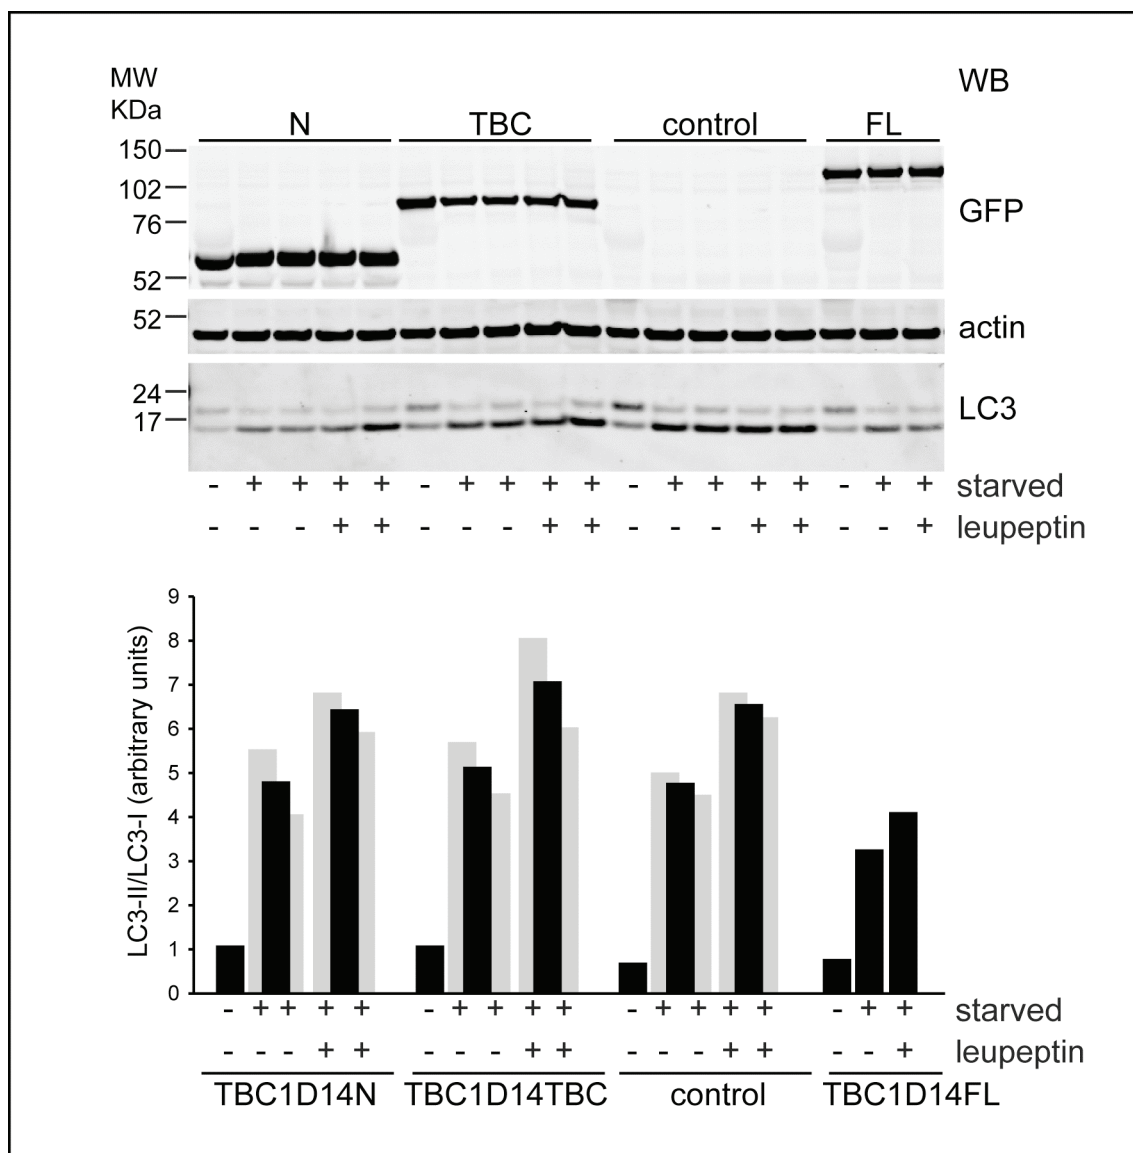 MW WB
KDa
N TBC control FL
150
102 GFP
76
52
52 actin
24 LC3
17
- + + + + - + + + + - + + + + - + + starved
- - - + + - - - + + - - - + + - - + leupeptin
LC3-II/LC3-I (arbitrary units)
9
8
7
6
5
4
3
2
1
0
- + + + + - + + + + - + + + + - + + starved
- - - + + - - - + + - - - + + - - + leupeptin
TBC1D14N TBC1D14TBC control TBC1D14FL